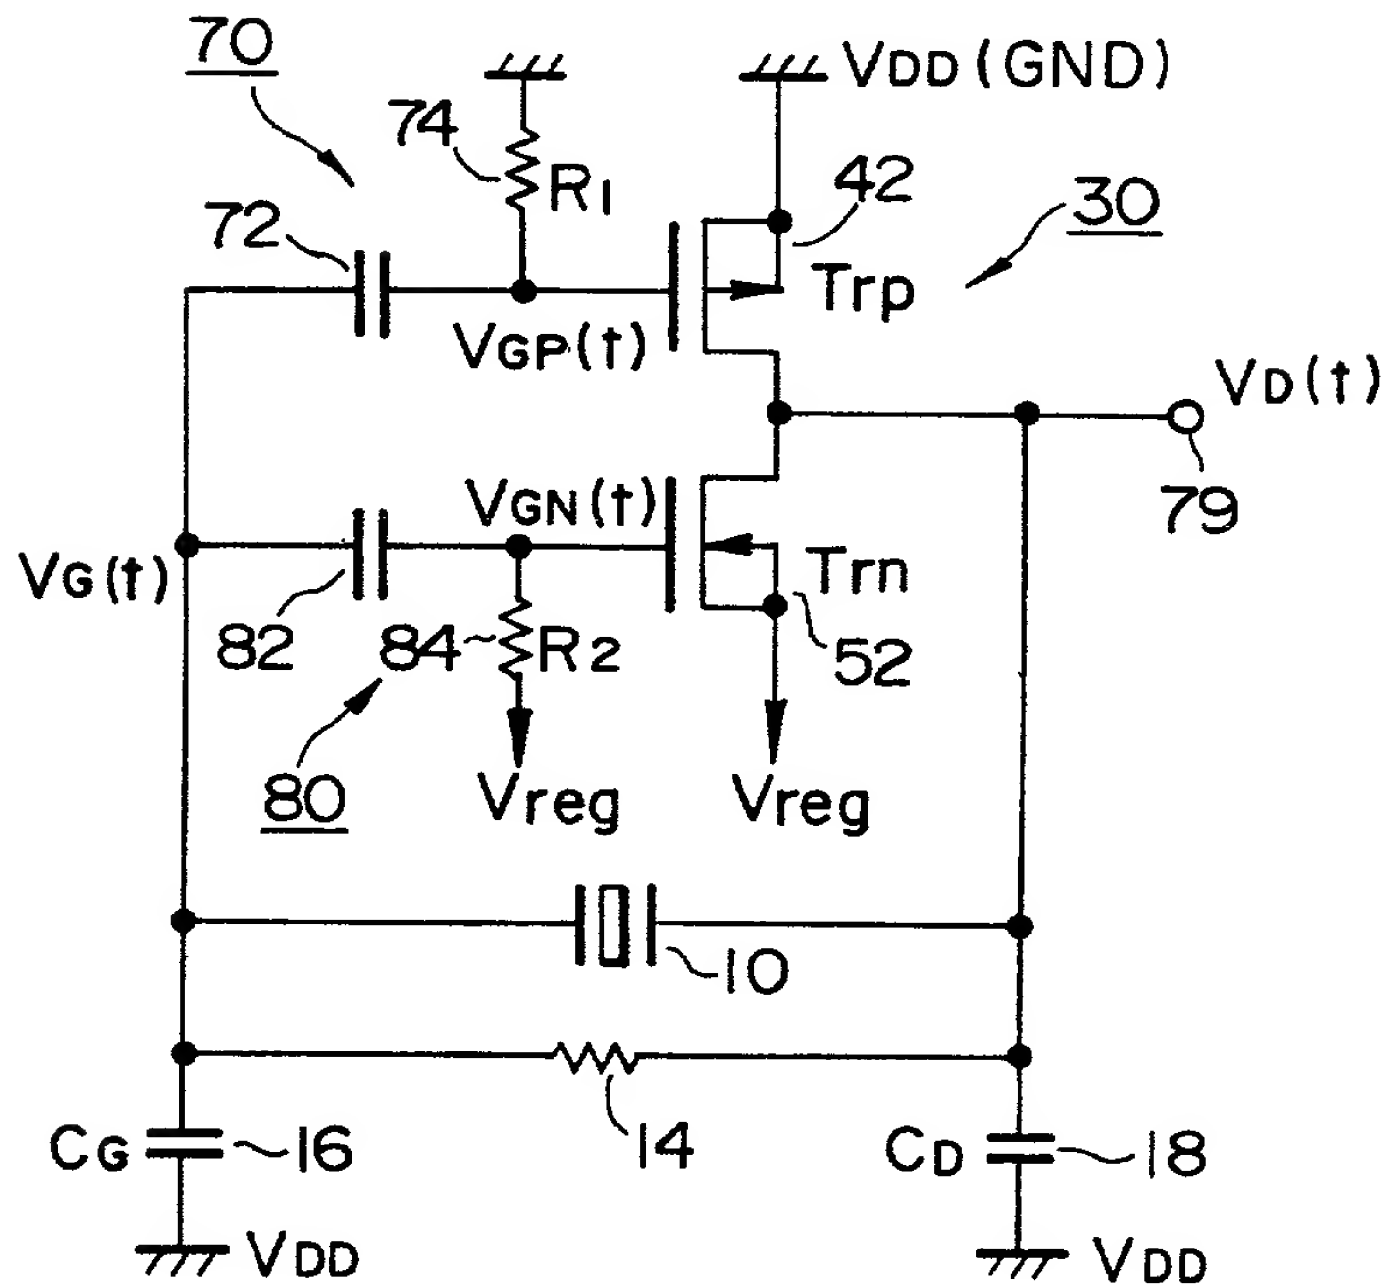 70
VDD (GND)
74
R1
42
30
72
Trp
VGP(t)
VD(t)
79
VGN(t)
VG(t)
Trn
82
84
R2
52
80
Vreg
Vreg
10
CG
16
14
CD
18
VDD
VDD